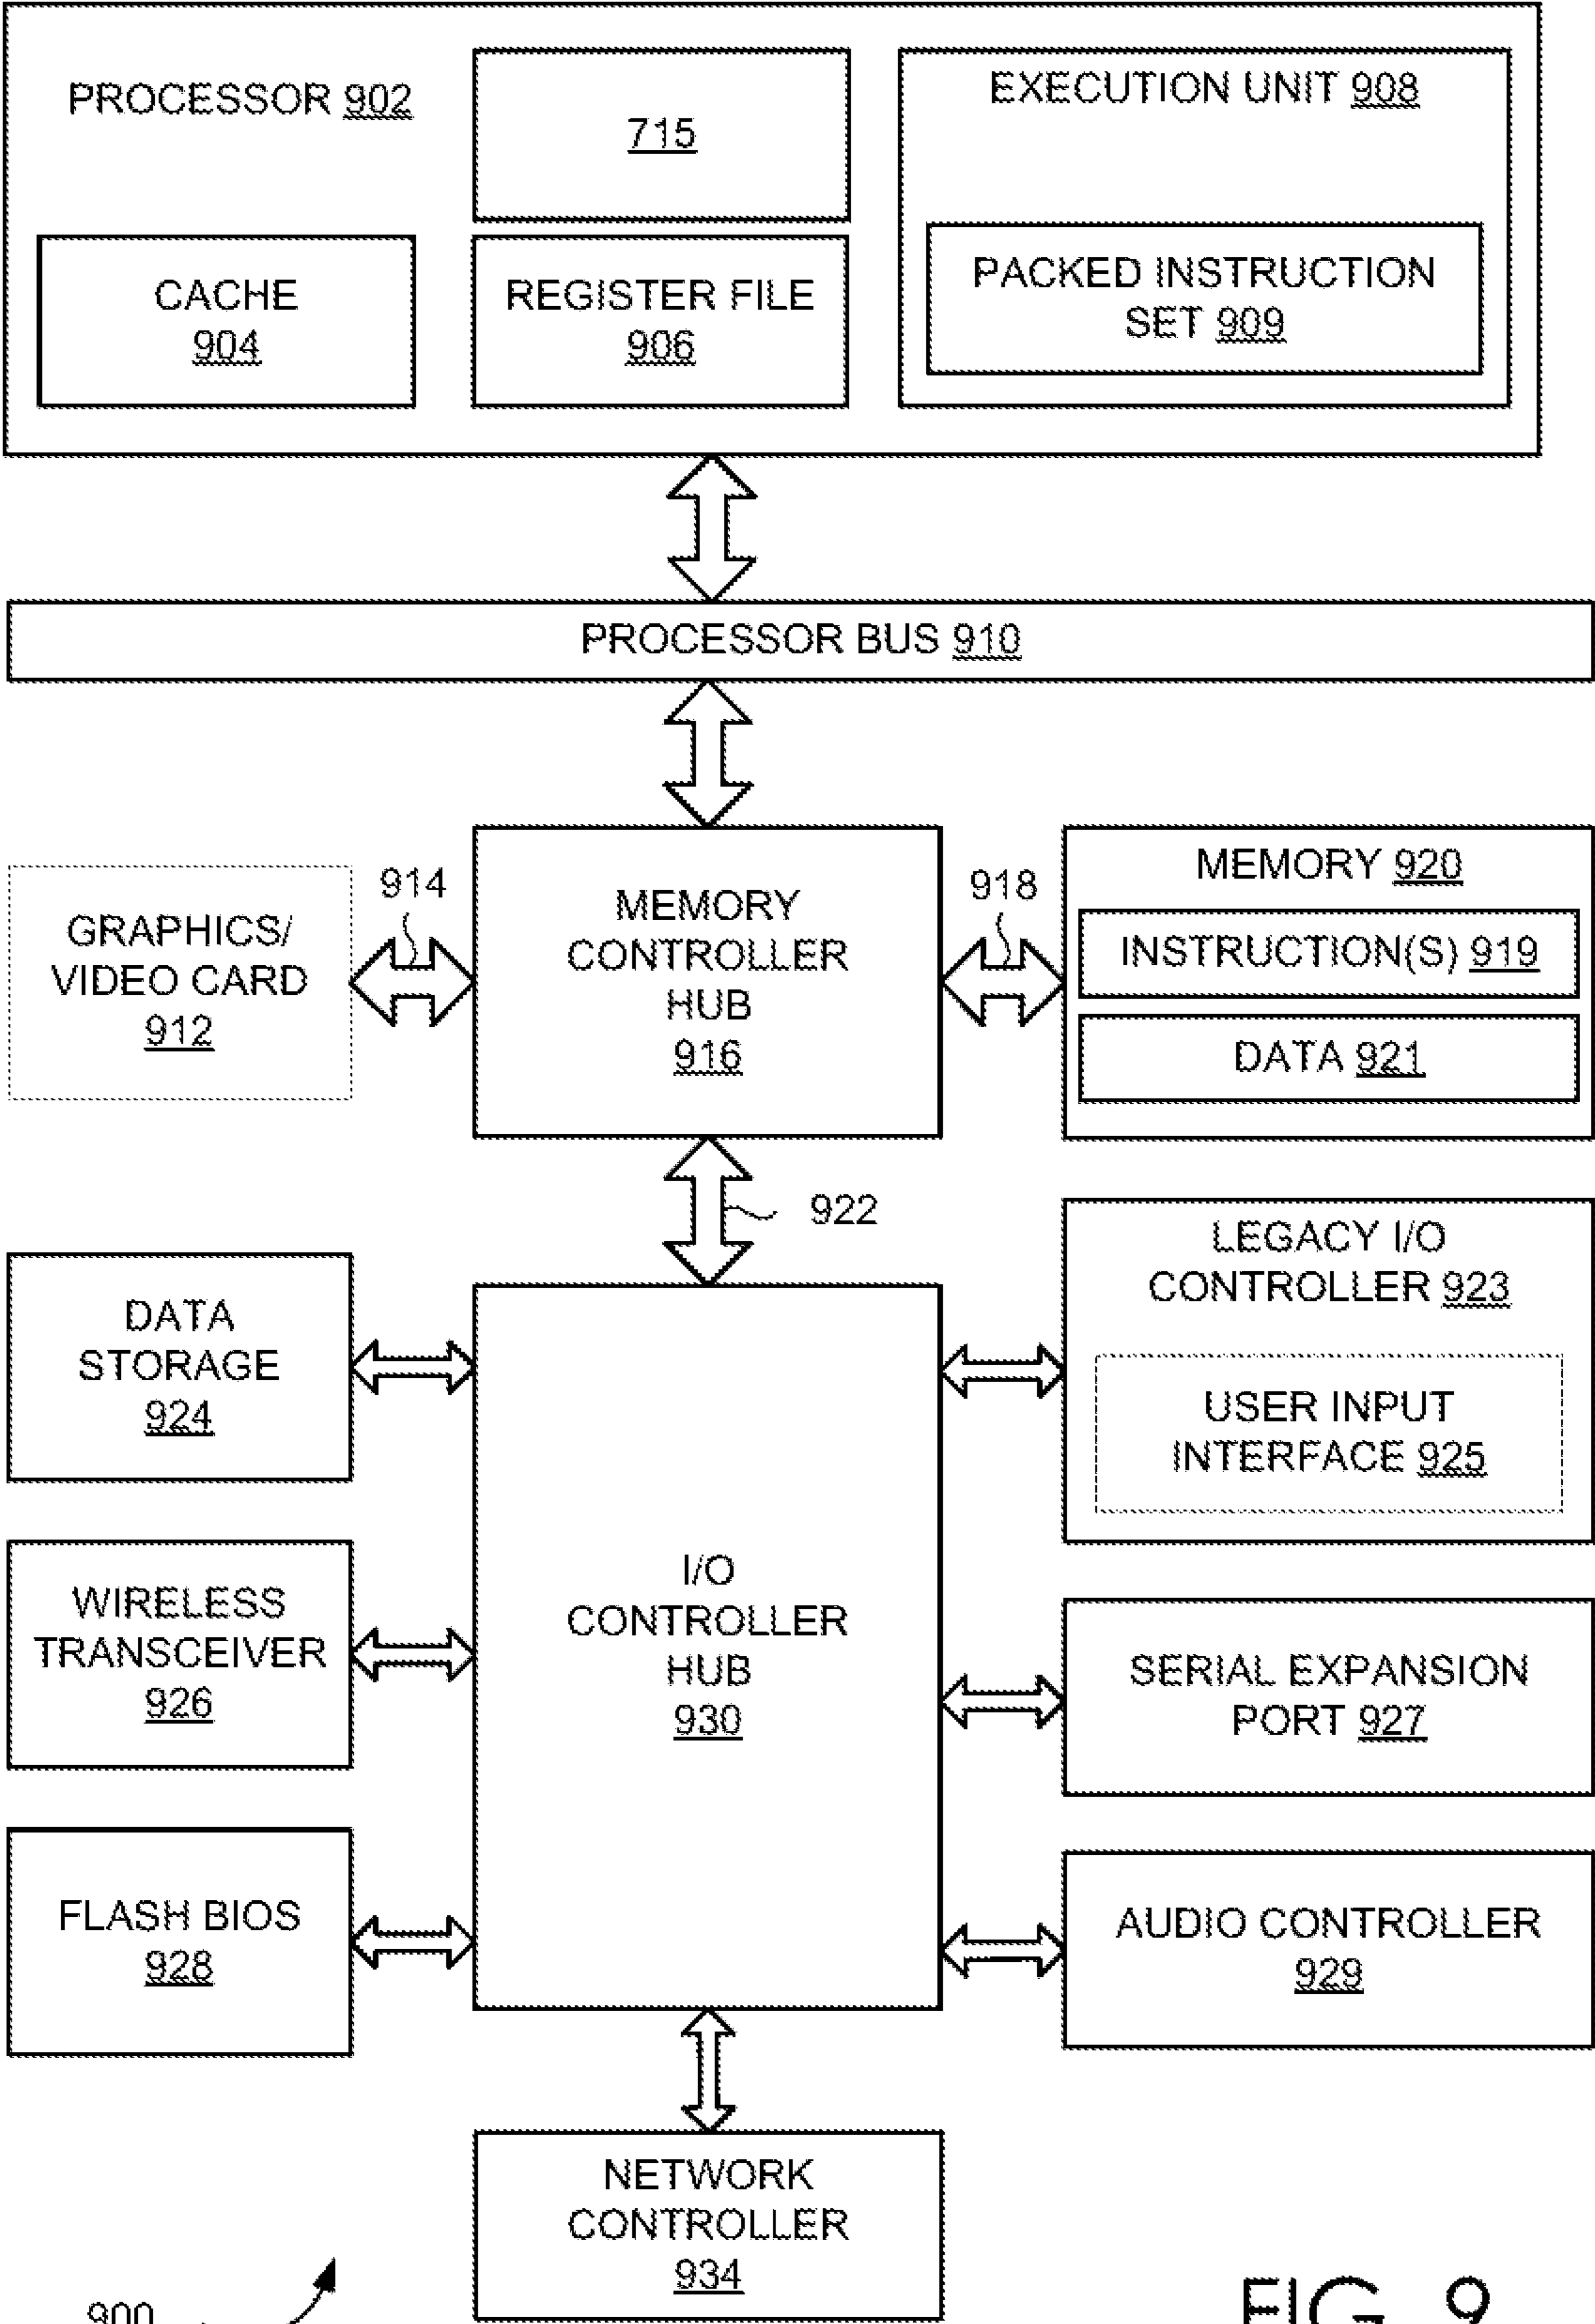 PROCESSOR 902
715
EXECUTION UNIT 908
PACKED INSTRUCTION
SET 909
CACHE
904
REGISTER FILE
906
PROCESSOR BUS 910
GRAPHICS/
VIDEO CARD
912
914
MEMORY
CONTROLLER
HUB
916
918
MEMORY 920
INSTRUCTION(S) 919
DATA 921
922
DATA
STORAGE
924
LEGACY I/O
CONTROLLER 923
USER INPUT
INTERFACE 925
WIRELESS
TRANSCEIVER
926
I/O
CONTROLLER
HUB
930
SERIAL EXPANSION
PORT 927
FLASH BIOS
928
AUDIO CONTROLLER
929
NETWORK
CONTROLLER
934
900
FIG. 9